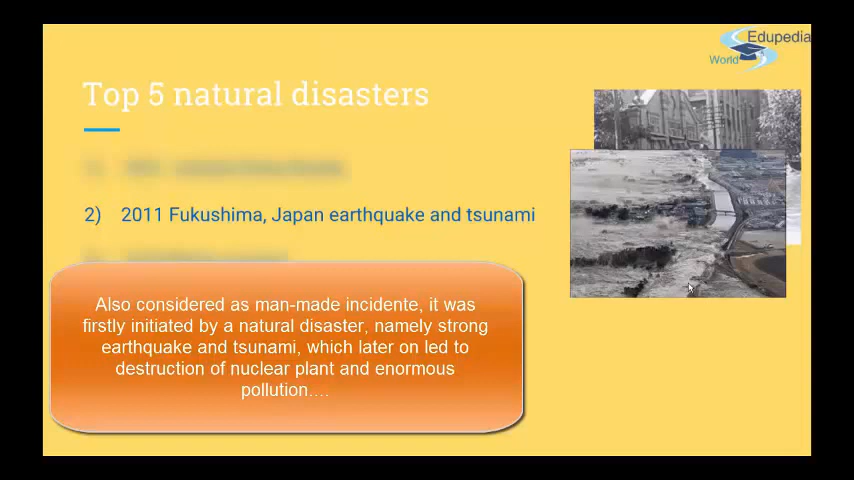 Edupedia
World
Top 5 natural disasters
2) 2011 Fukushima, Japan earthquake and tsunami
Also considered as man-made incidente, it was
firstly initiated by a natural disaster, namely strong
earthquake and tsunami, which later on led to
destruction of nuclear plant and enormous
pollution....